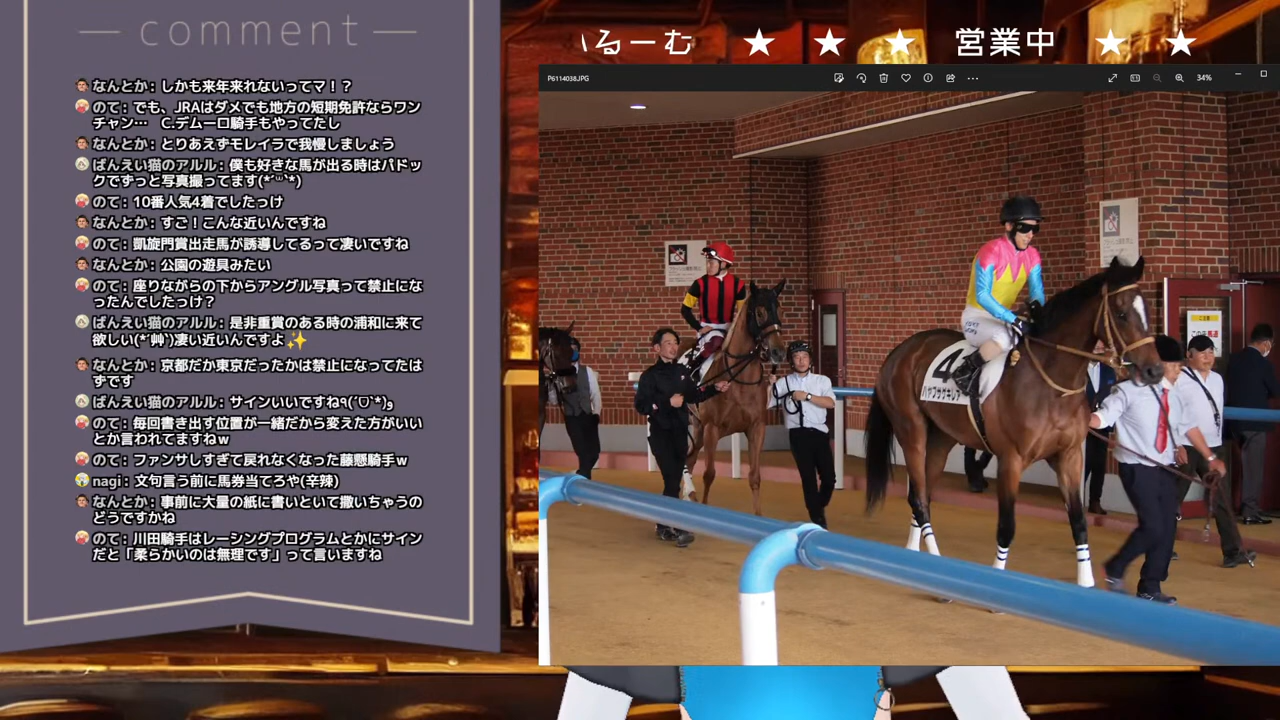 comment
なんとか : しかも来年来れないってマ！？
のて : でも、JRAはダメでも地方の短期免許ならワン
チャン…　C.デムーロ騎手もやってたし
なんとか : とりあえずモレイラで我慢しましょう
ばんえい猫のアルル : 僕も好きな馬が出る時はパドッ
クでずっと写真撮ってます(*´꒳`*)
のて : 10番人気4着でしたっけ
なんとか : すご！こんな近いんですね
のて : 凱旋門賞出走馬が誘導してるって凄いですね
なんとか : 公園の遊具みたい
のて : 座りながらの下からアングル写真って禁止にな
ったんでしたっけ？
ばんえい猫のアルル : 是非重賞のある時の浦和に来て
欲しい(*´艸`)凄い近いんですよ✨
なんとか : 京都だか東京だったかは禁止になってたは
ずです
ばんえい猫のアルル : サインいいですね٩(ˊᗜˋ*)و
のて : 毎回書き出す位置が一緒だから変えた方がいい
とか言われてますねw
のて : ファンサしすぎて戻れなくなった藤懸騎手w
nagi : 文句言う前に馬券当てろや(辛辣)
なんとか : 事前に大量の紙に書いといて撒いちゃうの
どうですかね
のて : 川田騎手はレーシングプログラムとかにサイン
だと「柔らかいのは無理です」って言いますね
いるーむ ★ ★ ★ 営業中 ★ ★
P6114038JPG
34%
4